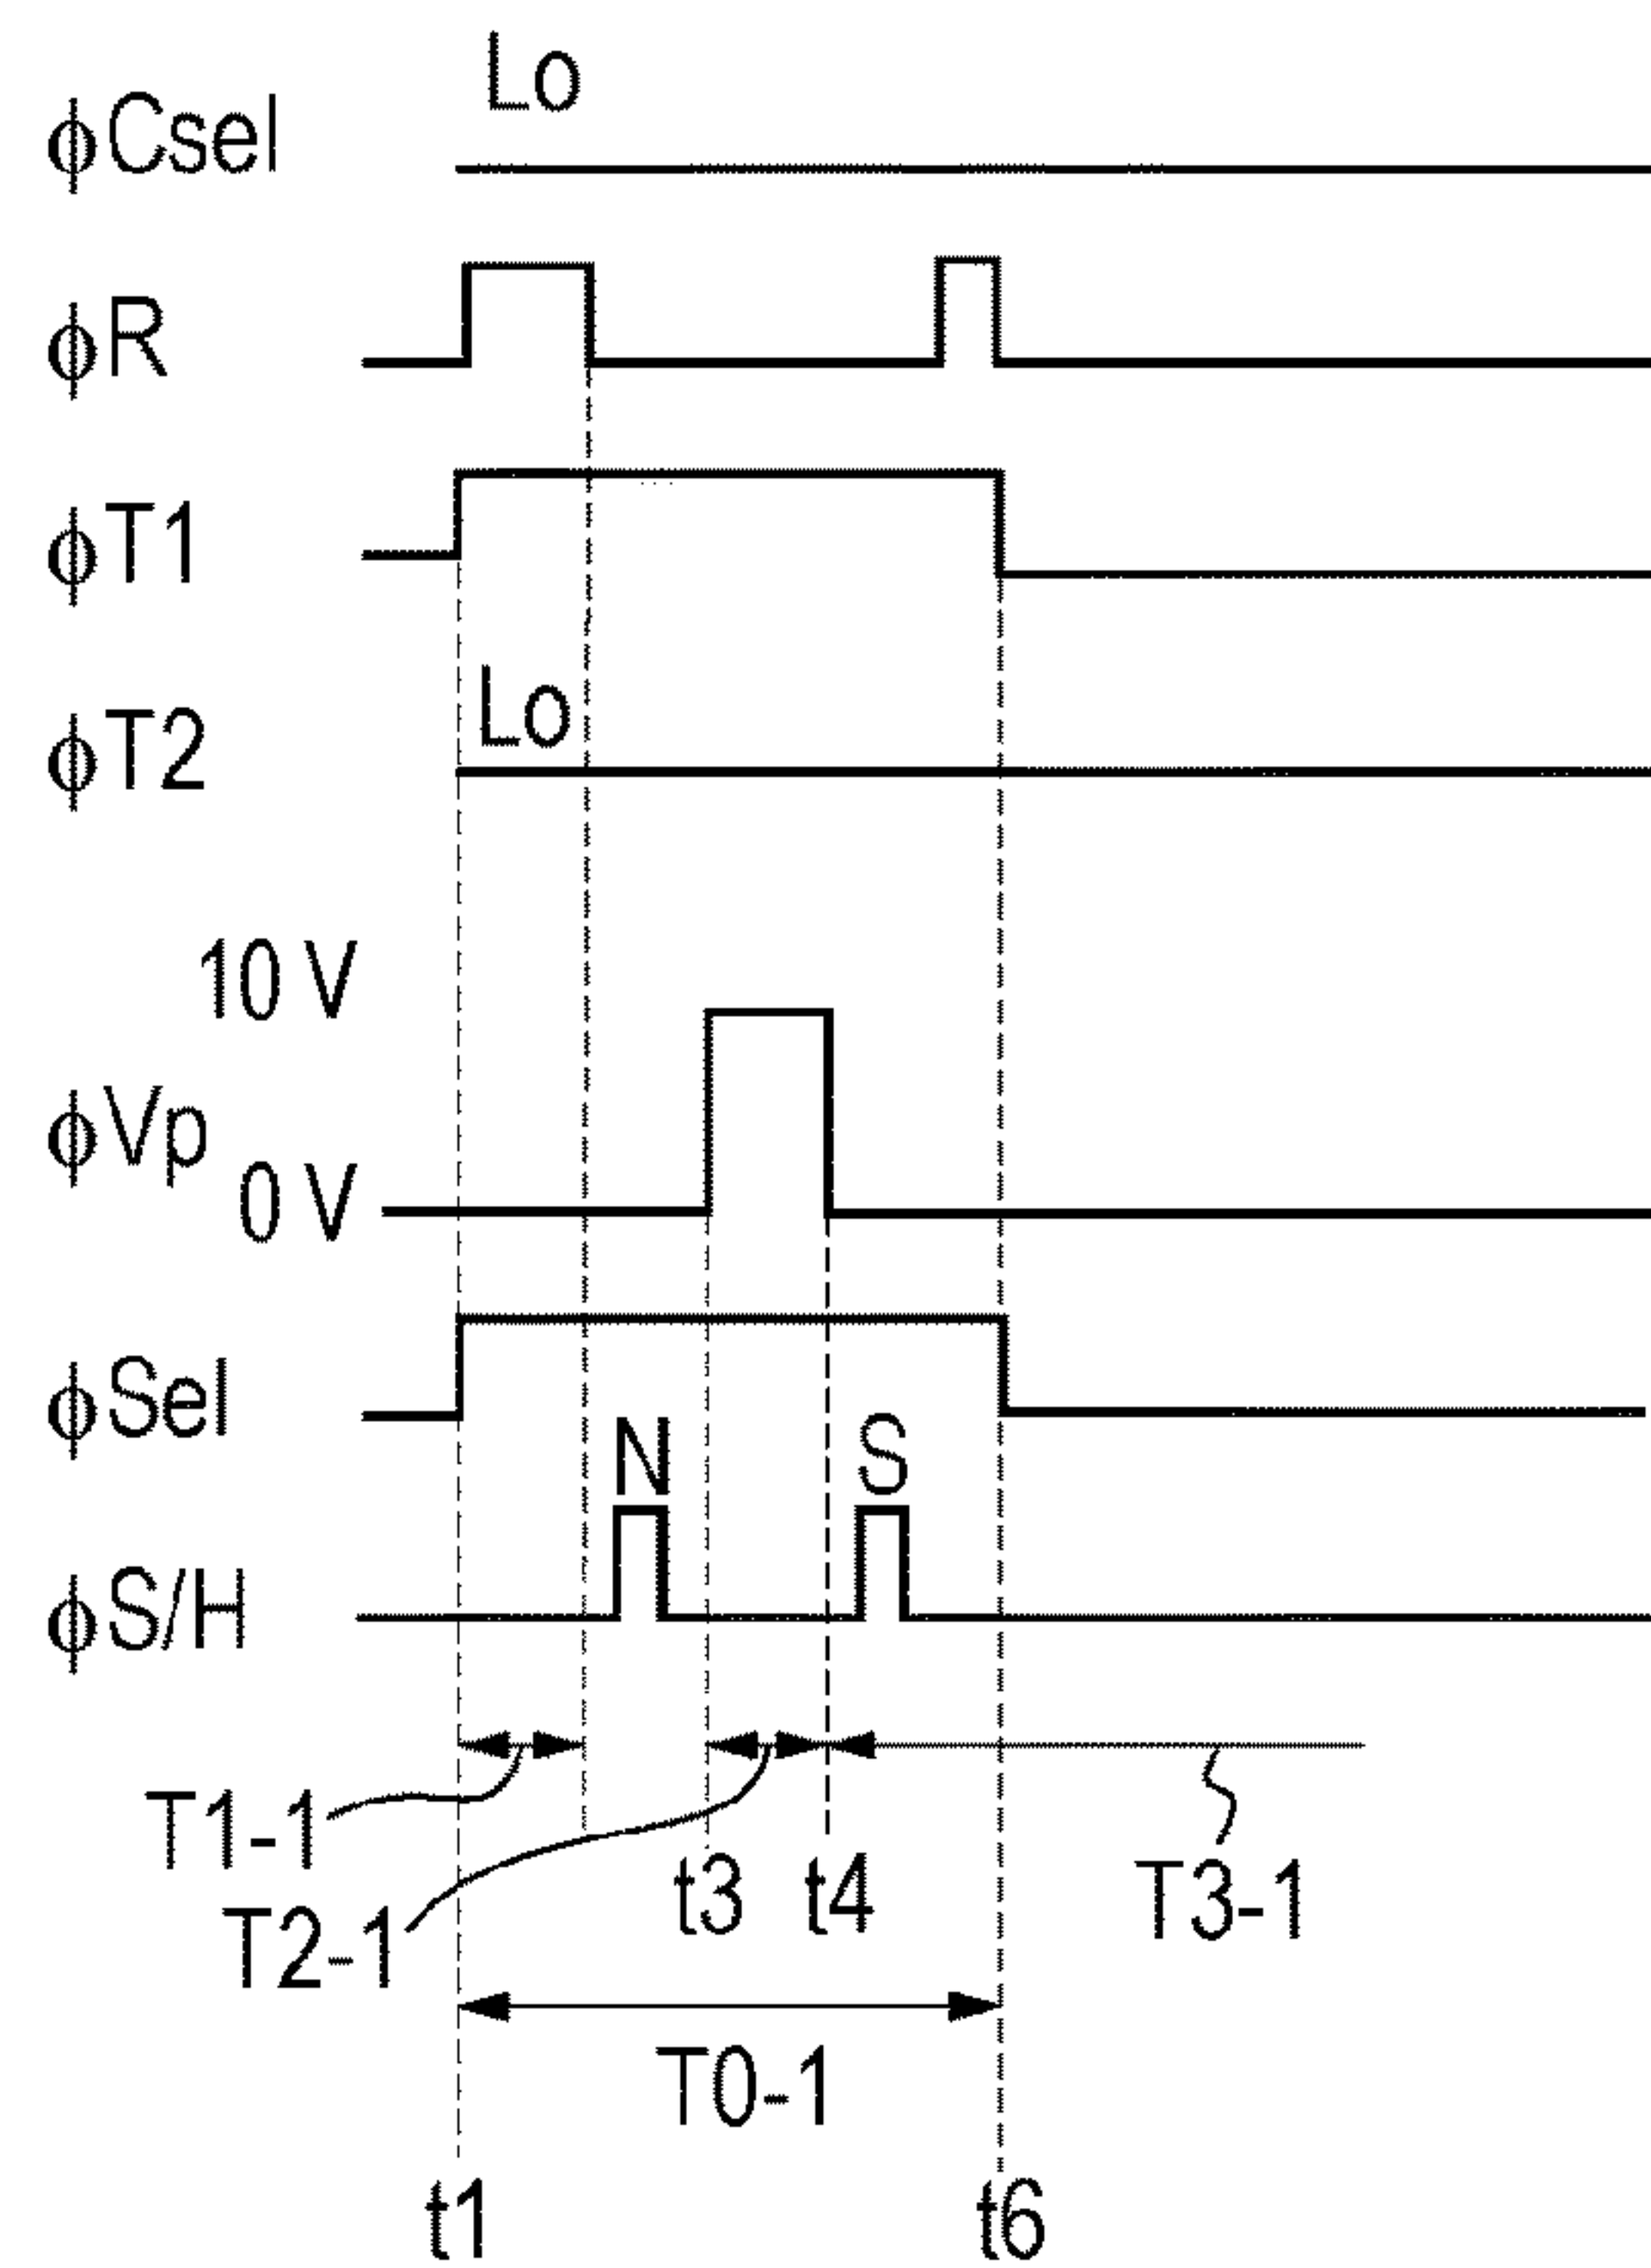 Lo
ϕCsel
ϕR
ϕT1
Lo
ϕT2
10 V
ϕVp
0 V
ϕSel
N S
ϕS/H
T1-1
t3 t4 T3-1
T2-1
T0-1
t1 t6